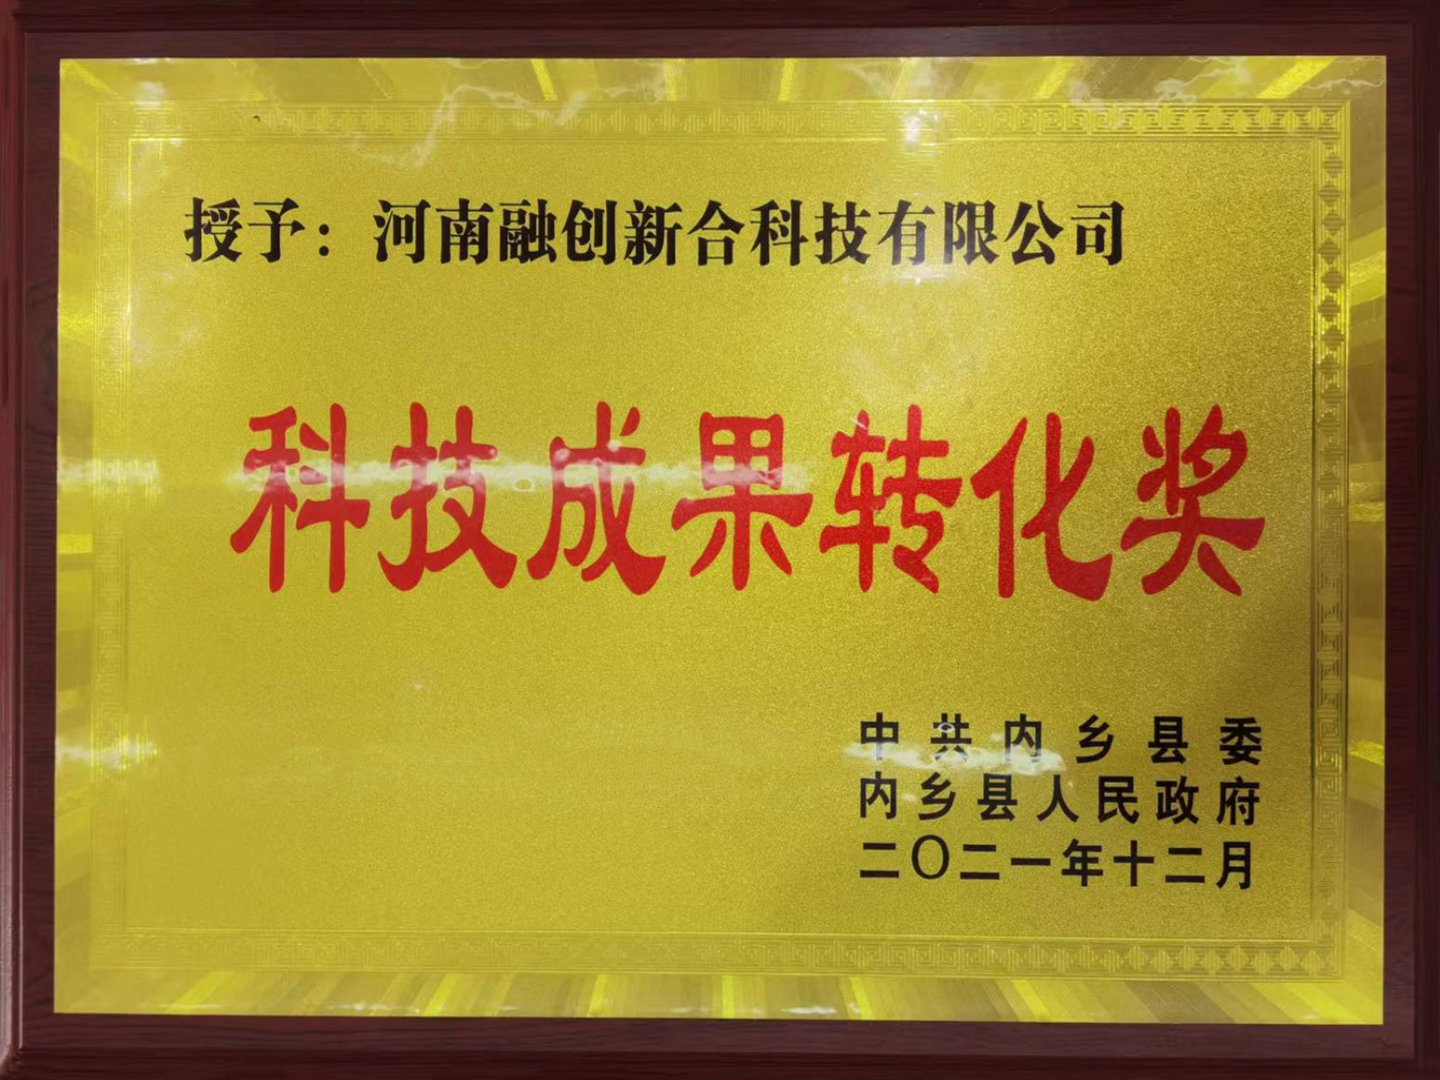 授予：河南融创新合科技有限公司
科技成果转化奖
中共内乡县委
内乡县人民政府
二〇二一年十二月